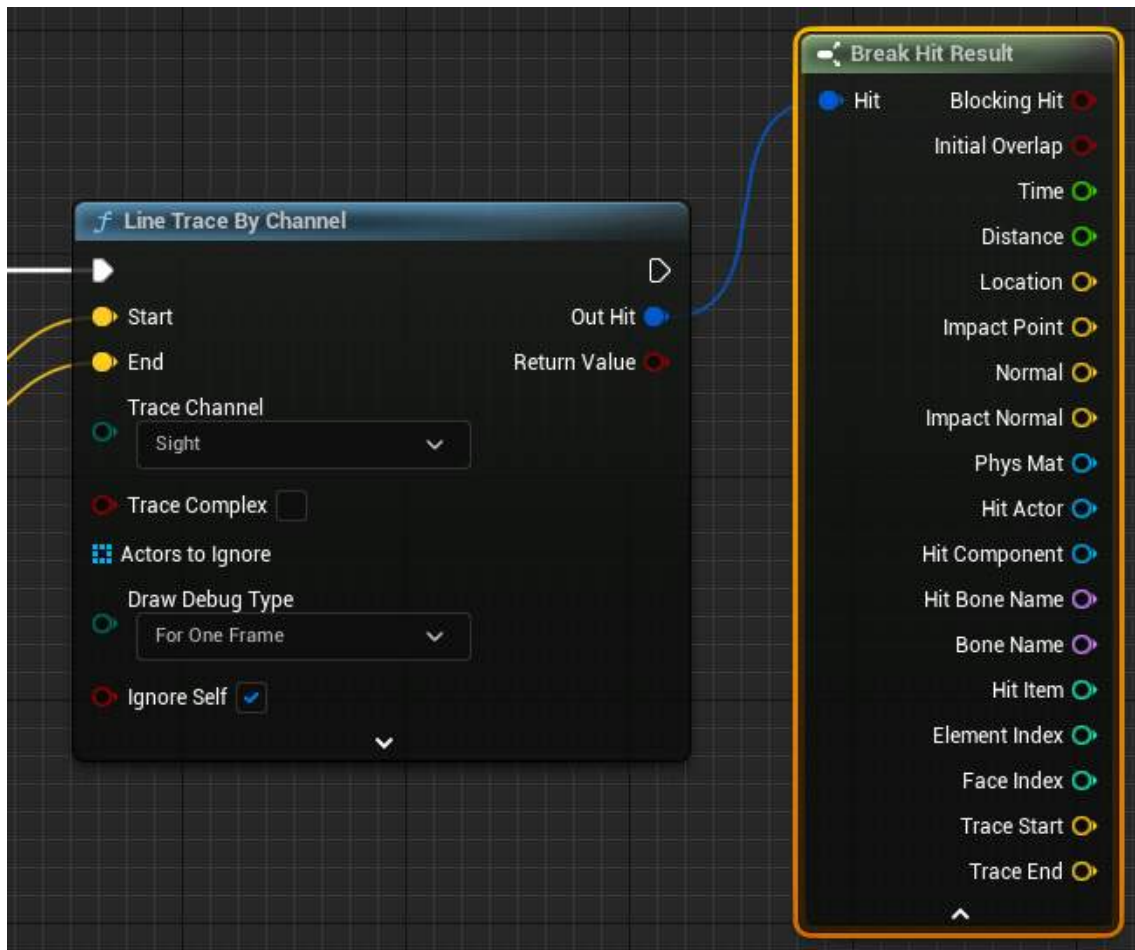 Line Trace By Channel
Start
Out Hit
End
Return Value
Trace Channel
Sight
Trace Complex
Actors to Ignore
Draw Debug Type
For One Frame
Ignore Self
Break Hit Result
Hit
Blocking Hit
Initial Overlap
Time
Distance
Location
Impact Point
Normal
Impact Normal
Phys Mat
Hit Actor
Hit Component
Hit Bone Name
Bone Name
Hit Item
Element Index
Face Index
Trace Start
Trace End